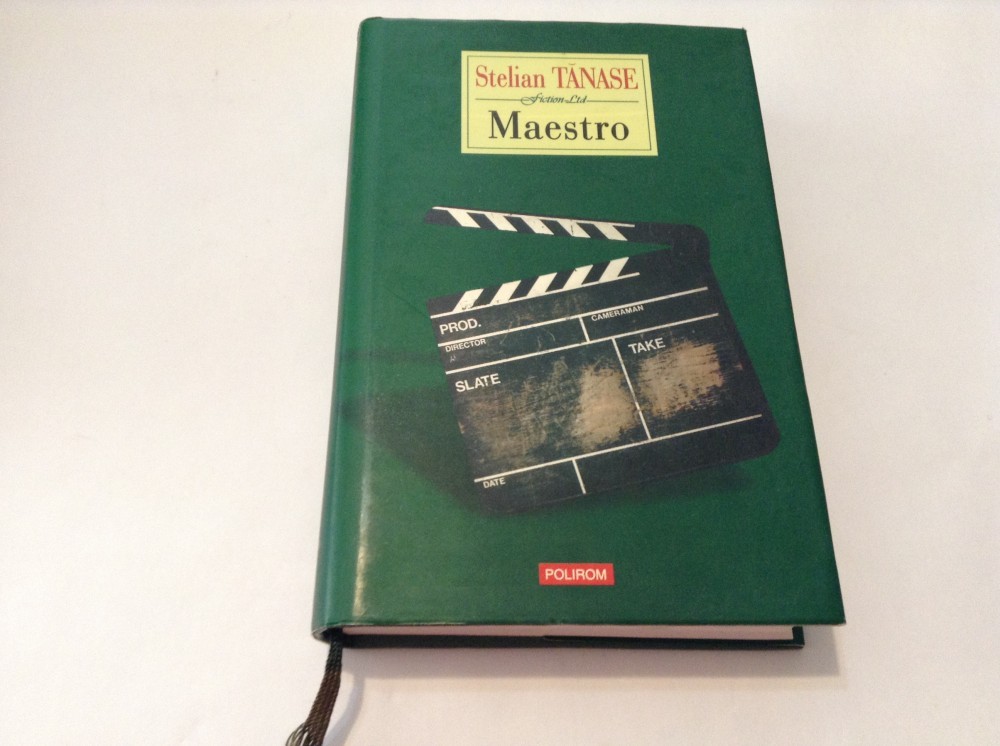 Stelian TĂNASE
Fiction Ltd
Maestro
PROD.
DIRECTOR
CAMERAMAN
SLATE
TAKE
DATE
POLIROM